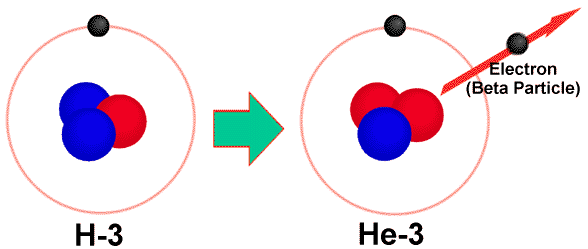 Electron
(Beta Particle)
H-3
He-3